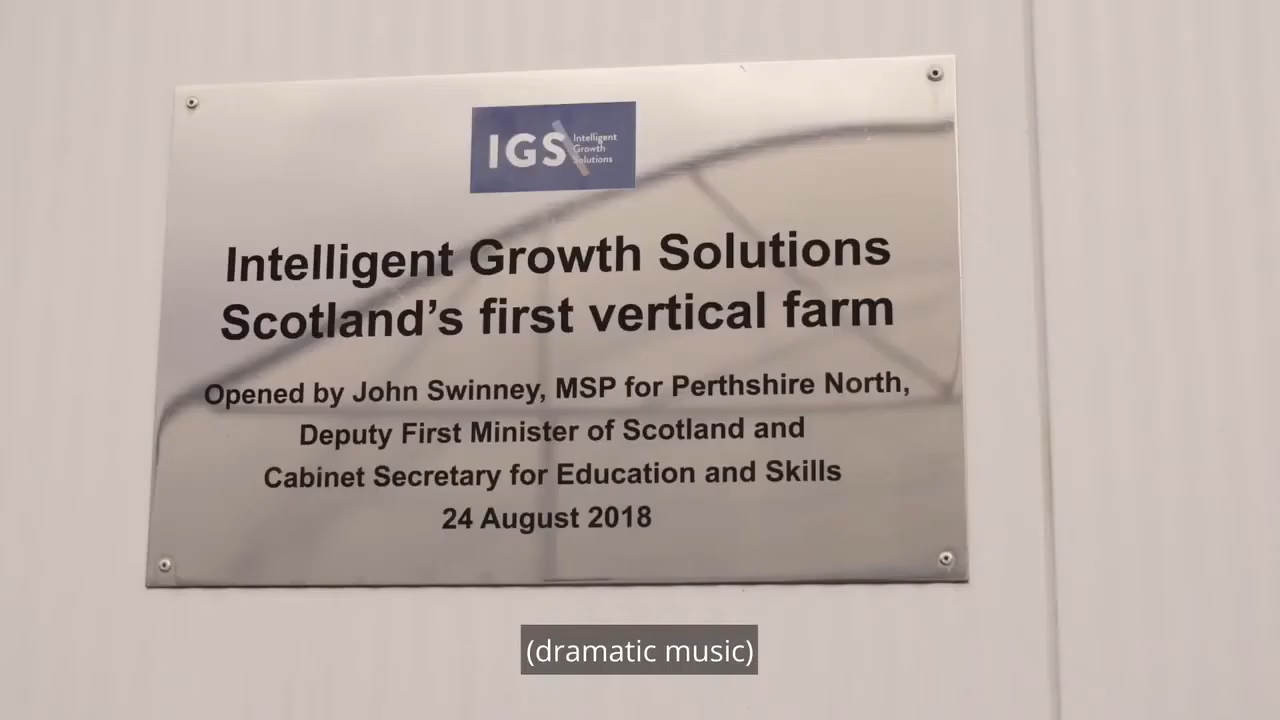 IGS
Intelligent
Growth
Solutions
Intelligent Growth Solutions
Scotland's first vertical farm
Opened by John Swinney, MSP for Perthshire North,
Deputy First Minister of Scotland and
Cabinet Secretary for Education and Skills
24 August 2018
(dramatic music)